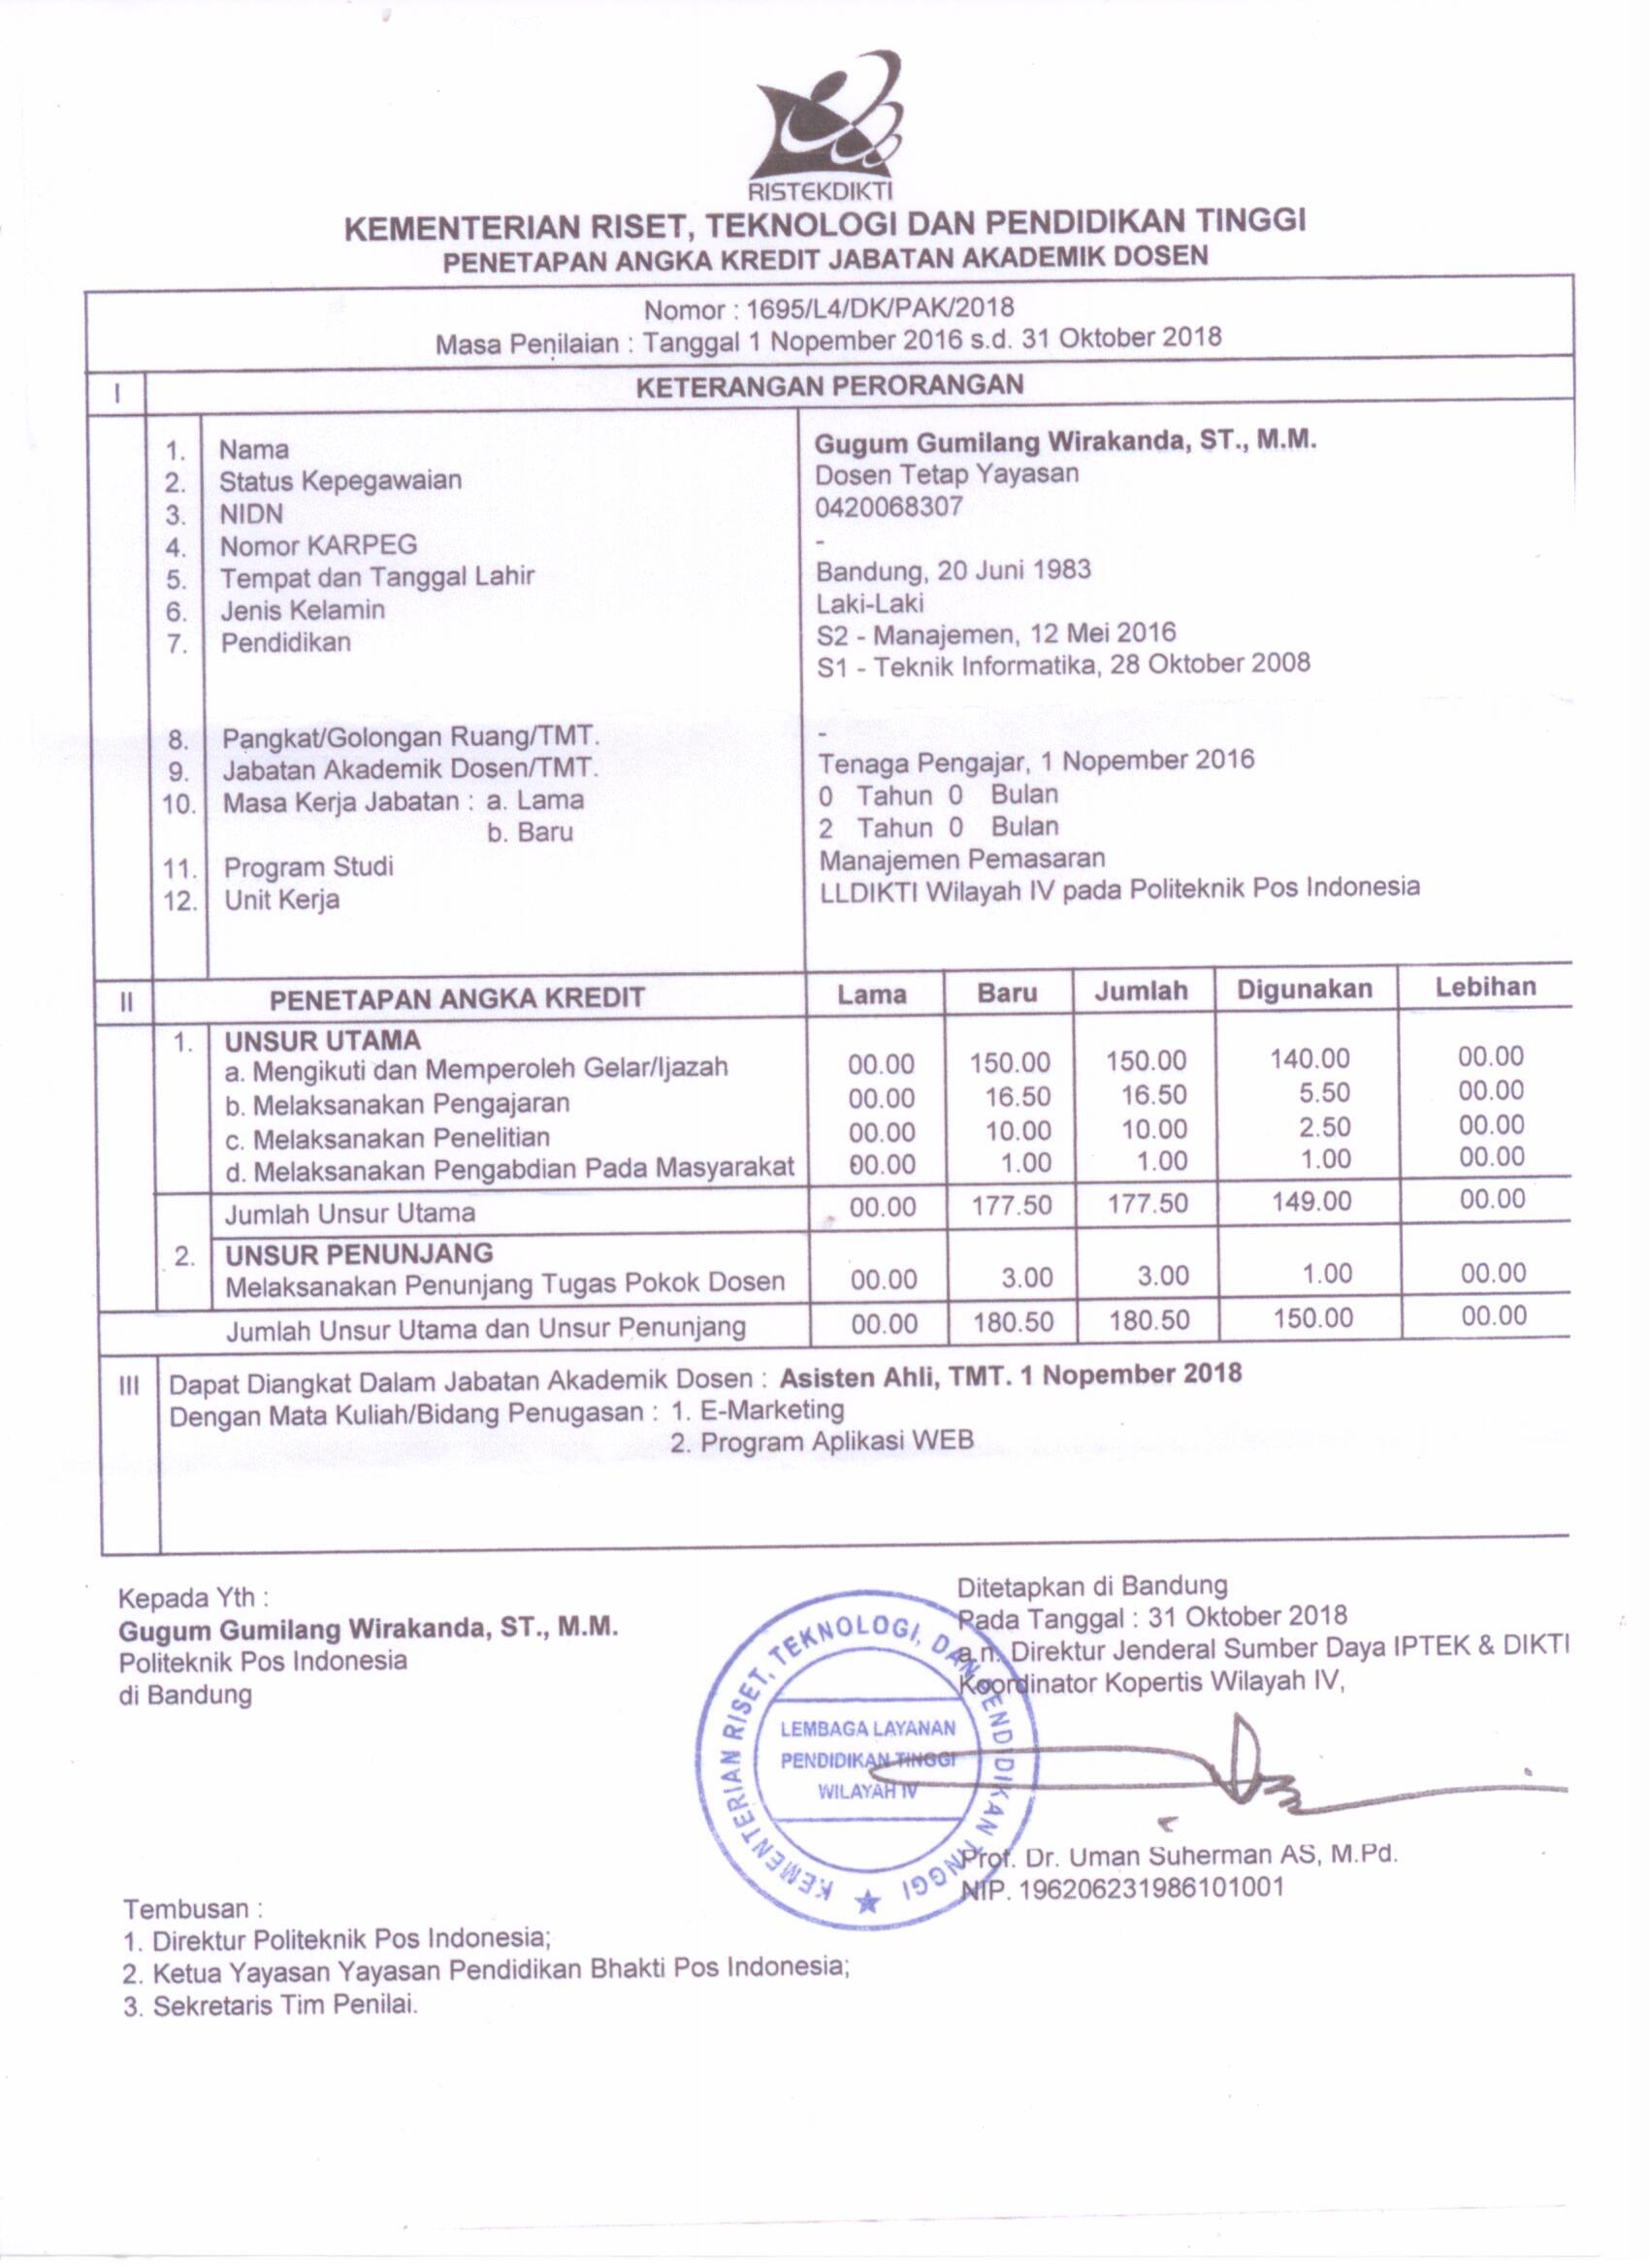 RISTEKDIKTI
KEMENTERIAN RISET, TEKNOLOGI DAN PENDIDIKAN TINGGI
PENETAPAN ANGKA KREDIT JABATAN AKADEMIK DOSEN
Nomor : 1695/L4/DK/PAK/2018
Masa Penilaian : Tanggal 1 Nopember 2016 s.d. 31 Oktober 2018
I KETERANGAN PERORANGAN
1. Nama Gugum Gumilang Wirakanda, ST., M.M.
2. Status Kepegawaian Dosen Tetap Yayasan
3. NIDN 0420068307
4. Nomor KARPEG -
5. Tempat dan Tanggal Lahir Bandung, 20 Juni 1983
6. Jenis Kelamin Laki-Laki
7. Pendidikan S2 - Manajemen, 12 Mei 2016
S1 - Teknik Informatika, 28 Oktober 2008
8. Pangkat/Golongan Ruang/TMT. -
9. Jabatan Akademik Dosen/TMT. Tenaga Pengajar, 1 Nopember 2016
10. Masa Kerja Jabatan : a. Lama 0 Tahun 0 Bulan
b. Baru 2 Tahun 0 Bulan
11. Program Studi Manajemen Pemasaran
12. Unit Kerja LLDIKTI Wilayah IV pada Politeknik Pos Indonesia
II PENETAPAN ANGKA KREDIT Lama Baru Jumlah Digunakan Lebihan
1. UNSUR UTAMA
a. Mengikuti dan Memperoleh Gelar/Ijazah 00.00 150.00 150.00 140.00 00.00
b. Melaksanakan Pengajaran 00.00 16.50 16.50 5.50 00.00
c. Melaksanakan Penelitian 00.00 10.00 10.00 2.50 00.00
d. Melaksanakan Pengabdian Pada Masyarakat 00.00 1.00 1.00 1.00 00.00
Jumlah Unsur Utama 00.00 177.50 177.50 149.00 00.00
2. UNSUR PENUNJANG
Melaksanakan Penunjang Tugas Pokok Dosen 00.00 3.00 3.00 1.00 00.00
Jumlah Unsur Utama dan Unsur Penunjang 00.00 180.50 180.50 150.00 00.00
III Dapat Diangkat Dalam Jabatan Akademik Dosen : Asisten Ahli, TMT. 1 Nopember 2018
Dengan Mata Kuliah/Bidang Penugasan : 1. E-Marketing
2. Program Aplikasi WEB
Kepada Yth :
Gugum Gumilang Wirakanda, ST., M.M.
Politeknik Pos Indonesia
di Bandung
Ditetapkan di Bandung
Pada Tanggal : 31 Oktober 2018
a.n. Direktur Jenderal Sumber Daya IPTEK & DIKTI
Koordinator Kopertis Wilayah IV,
KEMENTERIAN RISET, TEKNOLOGI, DAN PENDIDIKAN TINGGI
LEMBAGA LAYANAN
PENDIDIKAN TINGGI
WILAYAH IV
Prof. Dr. Uman Suherman AS, M.Pd.
NIP. 196206231986101001
Tembusan :
1. Direktur Politeknik Pos Indonesia;
2. Ketua Yayasan Yayasan Pendidikan Bhakti Pos Indonesia;
3. Sekretaris Tim Penilai.